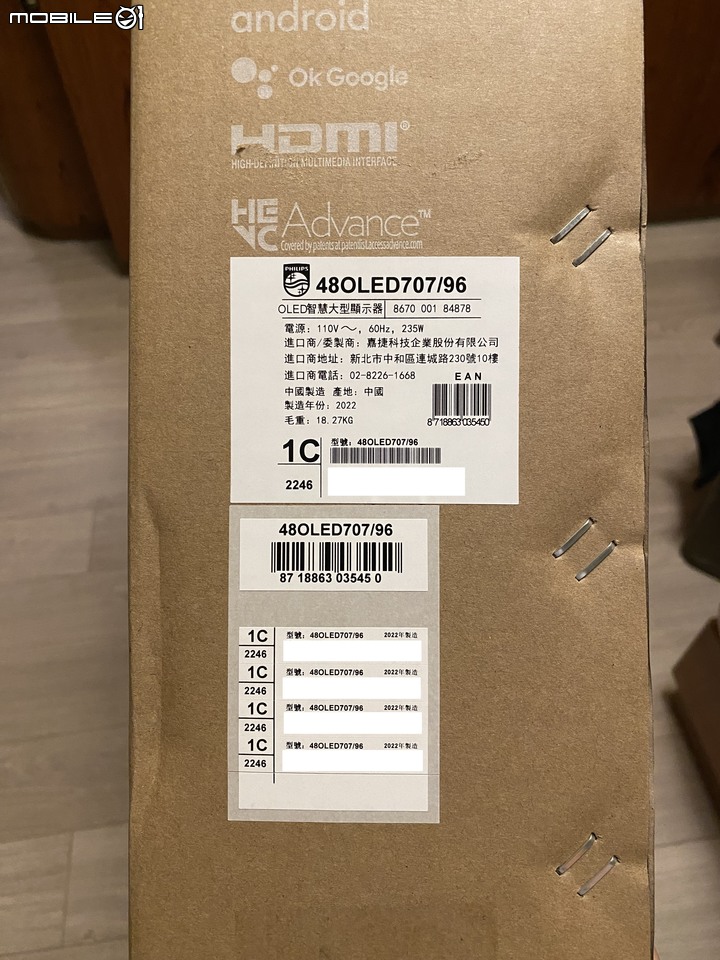 MOBILE01
android
Ok Google
HDMI®
HIGH-DEFINITION MULTIMEDIA INTERFACE
HEVC Advance™
Covered by patents at patentlist.accessadvance.com
PHILIPS
48OLED707/96
OLED智慧大型顯示器 8670 001 84878
電源：110V～, 60Hz, 235W
進口商/委製商：嘉捷科技企業股份有限公司
進口商地址：新北市中和區連城路230號10樓
進口商電話：02-8226-1668
EAN
中國製造 產地：中國
製造年份：2022
毛重：18.27KG
8 718863 035450
1C 型號：48OLED707/96
2246
48OLED707/96
87 18863 03545 0
1C 型號：48OLED707/96 2022年製造
2246
1C 型號：48OLED707/96 2022年製造
2246
1C 型號：48OLED707/96 2022年製造
2246
1C 型號：48OLED707/96 2022年製造
2246